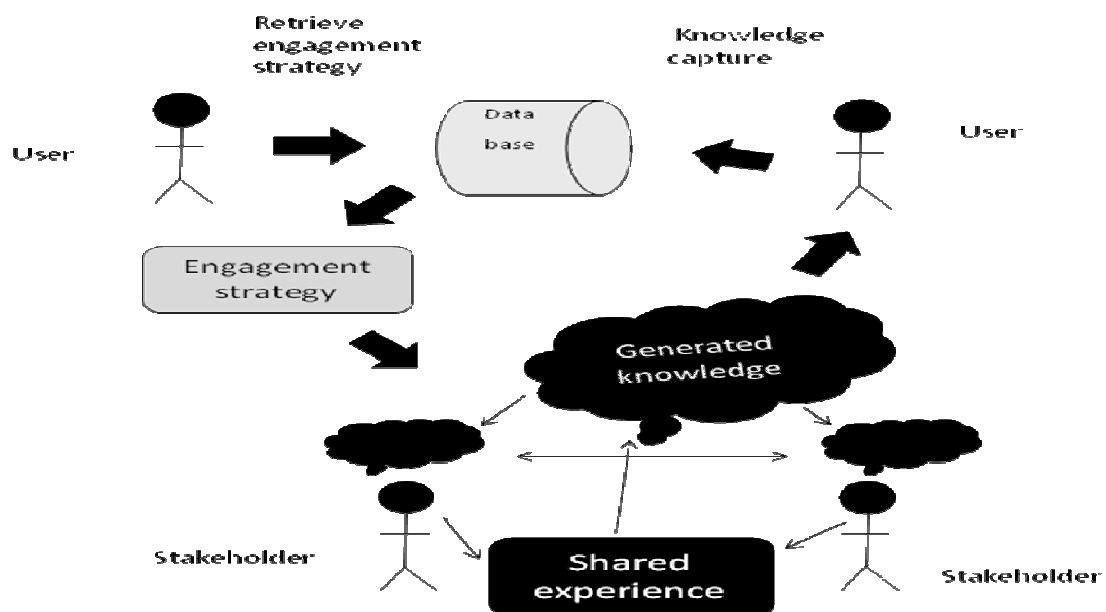 Retrieve
engagement
strategy
Knowledge
capture
Data
base
User
User
Engagement
strategy
Generated
knowledge
Stakeholder
Shared
experience
Stakeholder